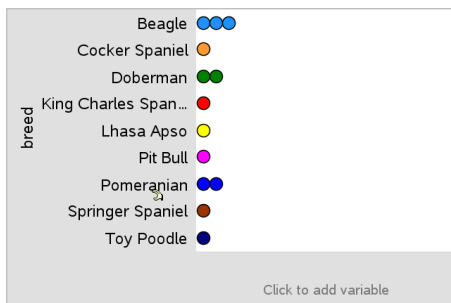 Beagle
Cocker Spaniel
Doberman
King Charles Span...
Lhasa Apso
Pit Bull
Pomeranian
Springer Spaniel
Toy Poodle
breed
Click to add variable